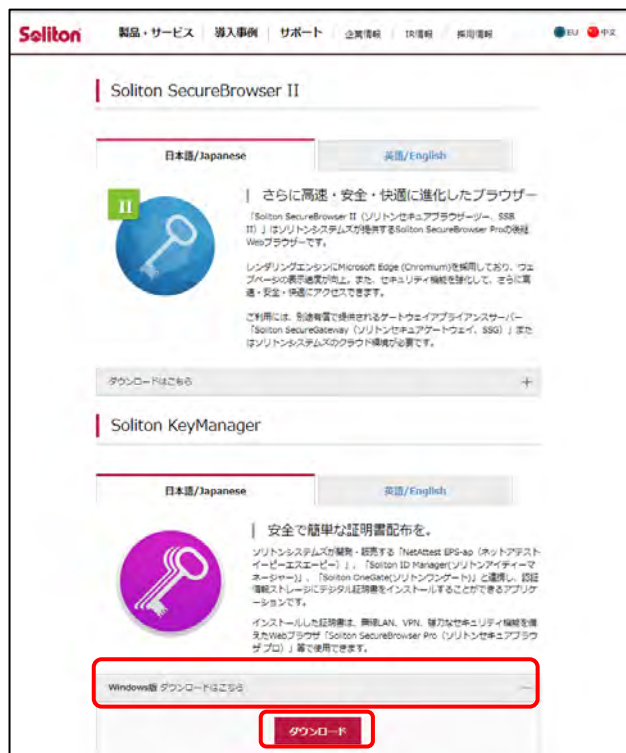 Soliton 製品・サービス 導入事例 サポート 企業情報 IR情報 採用情報 EU 中文
Soliton SecureBrowser II
日本語/Japanese 英語/English
II
さらに高速・安全・快適に進化したブラウザー
「Soliton SecureBrowser II（ソリトンセキュアブラウザーツー、SSB
II）」はソリトンシステムズが提供するSoliton SecureBrowser Proの後継
Webブラウザーです。
レンダリングエンジンにMicrosoft Edge (Chromium)を採用しており、ウェ
ブページの表示速度が向上。また、セキュリティ機能を強化して、さらに高
速・安全・快適にアクセスできます。
ご利用には、別途有償で提供されるゲートウェイアプライアンスサーバー
「Soliton SecureGateway（ソリトンセキュアゲートウェイ、SSG）」また
はソリトンシステムズのクラウド環境が必要です。
ダウンロードはこちら +
Soliton KeyManager
日本語/Japanese 英語/English
安全で簡単な証明書配布を。
ソリトンシステムズが開発・販売する「NetAttest EPS-ap（ネットアテスト
イーピーエスエーピー）」、「Soliton ID Manager(ソリトンアイディーマ
ネージャー)」、「Soliton OneGate(ソリトンワンゲート)」と連携し、認証
情報ストレージにデジタル証明書をインストールすることができるアプリケ
ーションです。
インストールした証明書は、無線LAN、VPN、強力なセキュリティ機能を備
えたWebブラウザ「Soliton SecureBrowser Pro（ソリトンセキュアブラウ
ザ プロ）」等で使用できます。
Windows版 ダウンロードはこちら −
ダウンロード